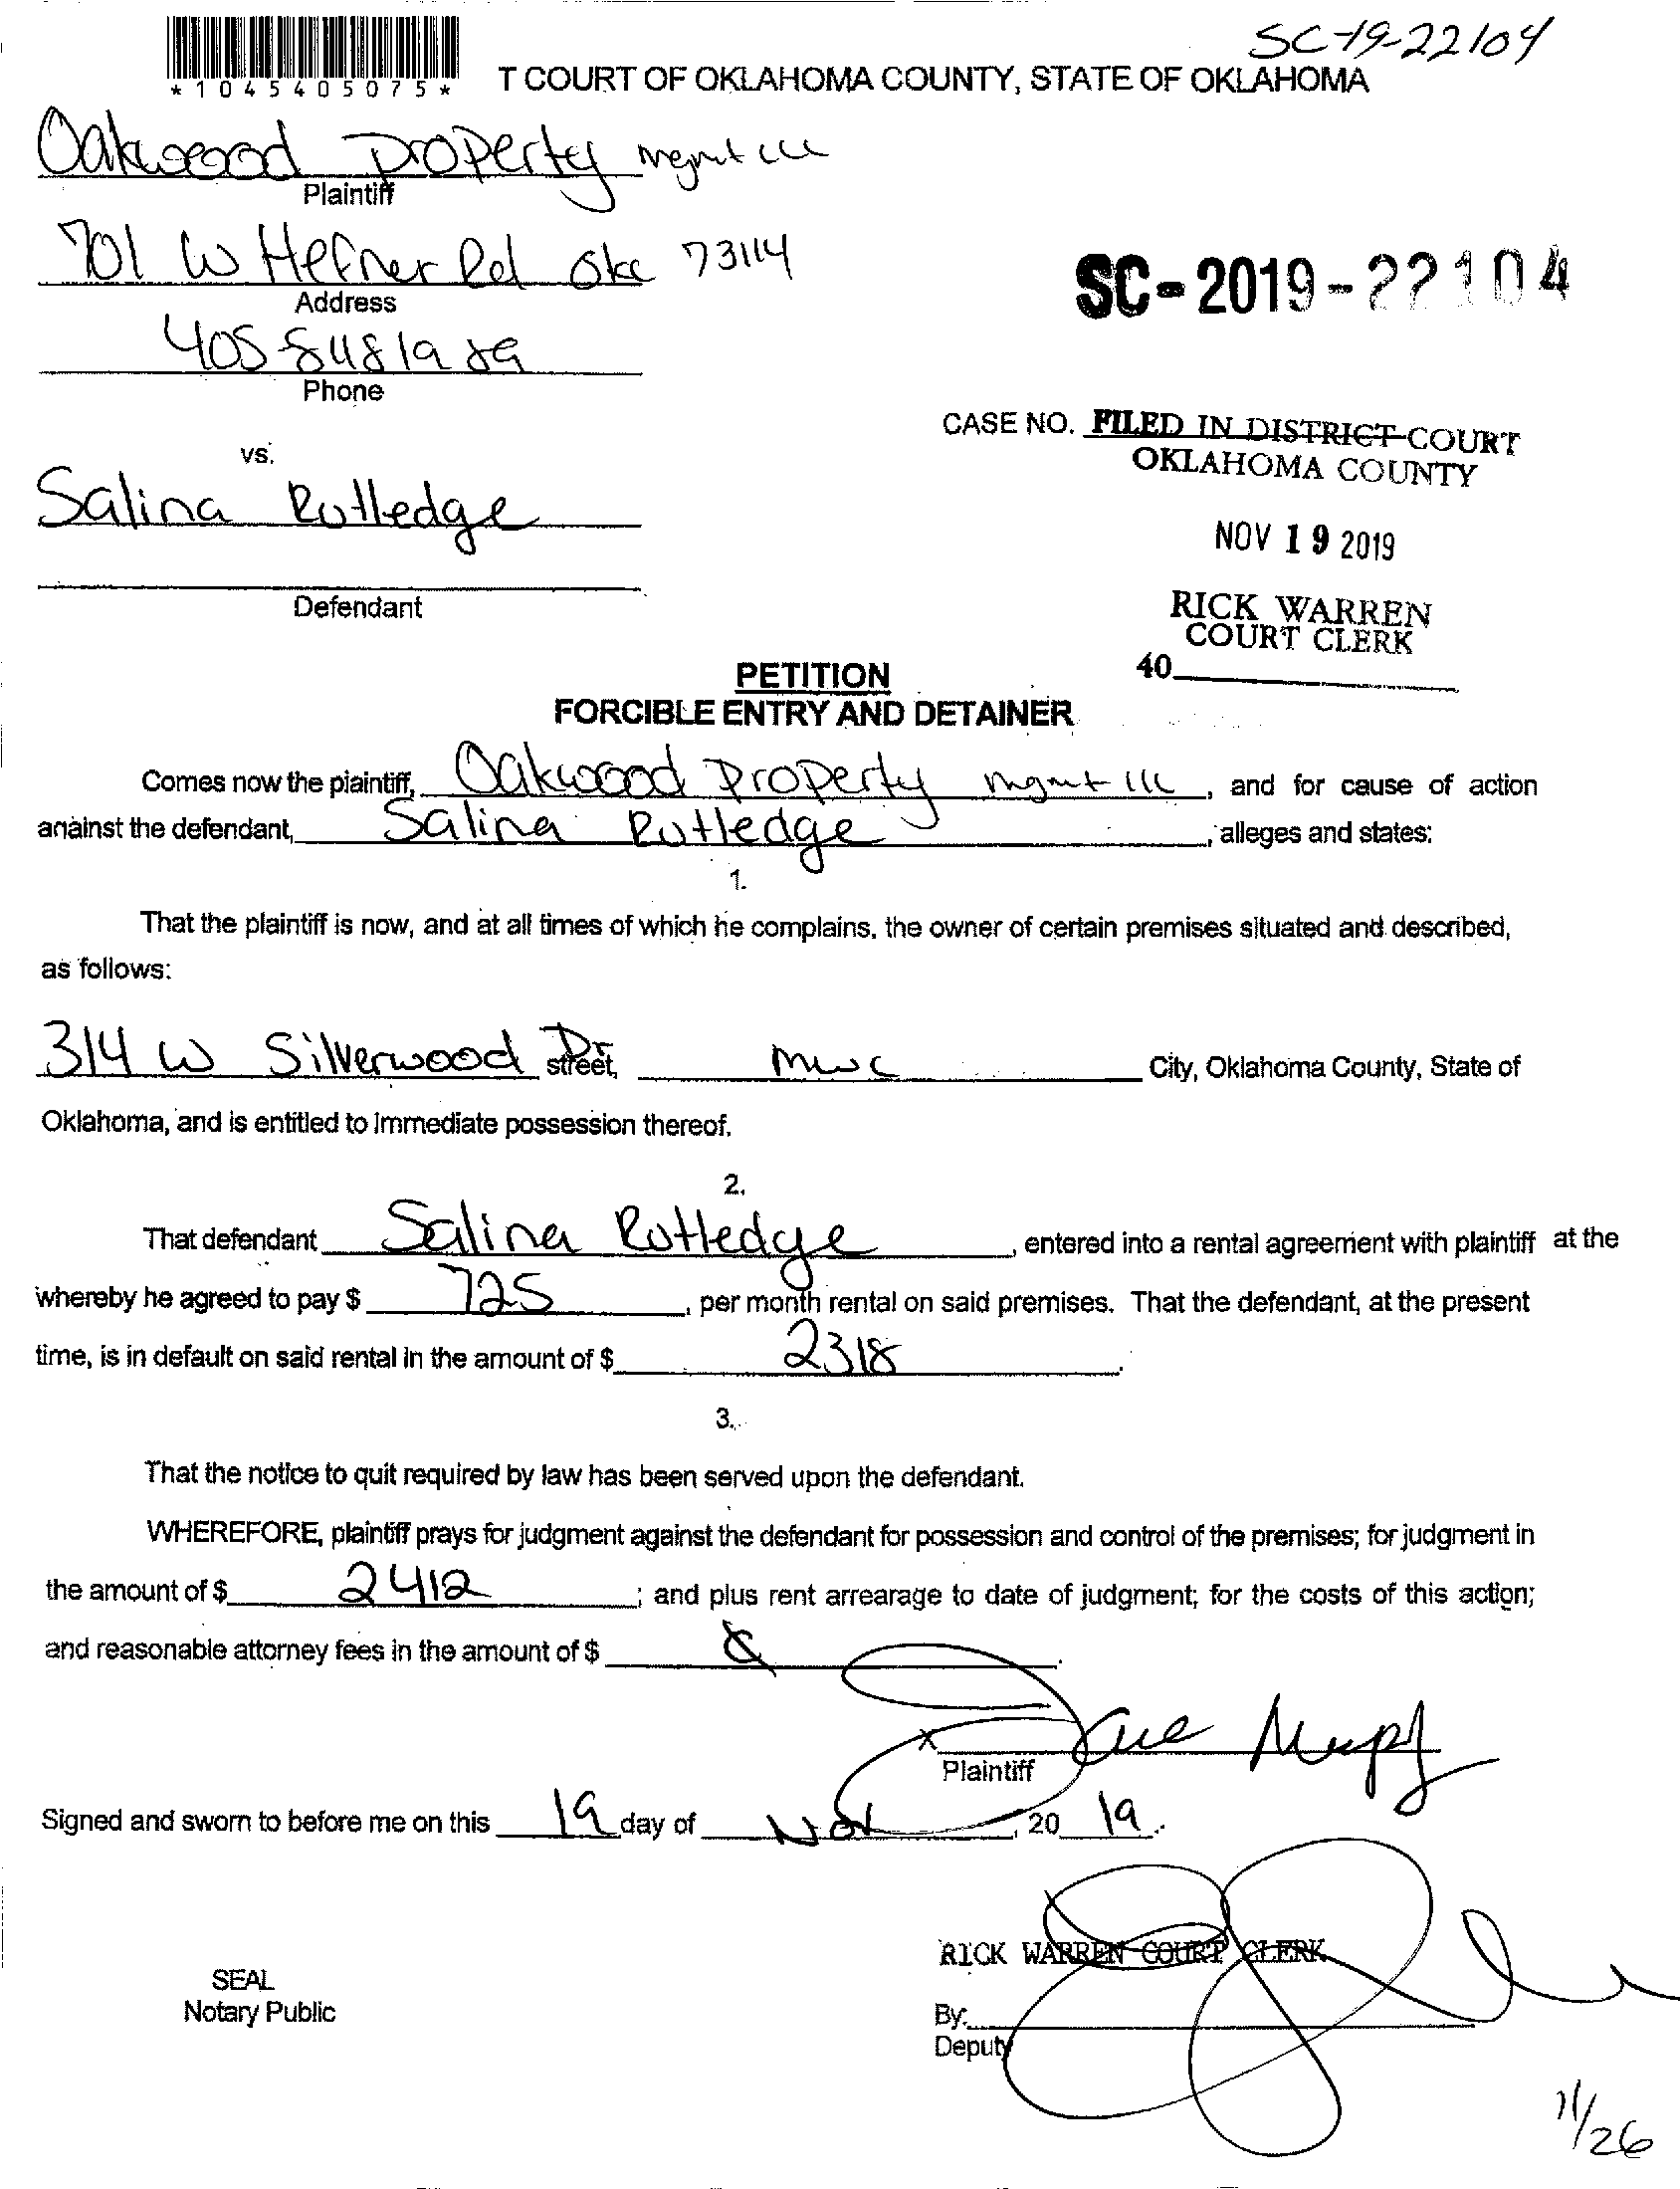 SC-19-22104
*1045405075*
T COURT OF OKLAHOMA COUNTY, STATE OF OKLAHOMA
Oakwood Property mgmt LLC
Plaintiff
701 W Hefner Rd Okc 73114
Address
SC-2019-22104
405 848 19 89
Phone
CASE NO. FILED IN DISTRICT COURT
OKLAHOMA COUNTY
vs.
Salina Rutledge
NOV 19 2019
Defendant
RICK WARREN
COURT CLERK
40
PETITION
FORCIBLE ENTRY AND DETAINER
Comes now the plaintiff, Oakwood Property mgmt llc, and for cause of action
against the defendant, Salina Rutledge, alleges and states:
1.
That the plaintiff is now, and at all times of which he complains, the owner of certain premises situated and described,
as follows:
314 W Silverwood Dr street, MWC City, Oklahoma County, State of
Oklahoma, and is entitled to immediate possession thereof.
2.
That defendant Salina Rutledge, entered into a rental agreement with plaintiff at the
whereby he agreed to pay $ 725, per month rental on said premises. That the defendant, at the present
time, is in default on said rental in the amount of $ 2318.
3.
That the notice to quit required by law has been served upon the defendant.
WHEREFORE, plaintiff prays for judgment against the defendant for possession and control of the premises; for judgment in
the amount of $ 2412; and plus rent arrearage to date of judgment; for the costs of this action;
and reasonable attorney fees in the amount of $
X
Plaintiff
Signed and sworn to before me on this 19 day of Nov, 20 19.
RICK WARREN COURT CLERK
SEAL
Notary Public
By:
Deputy
11/26